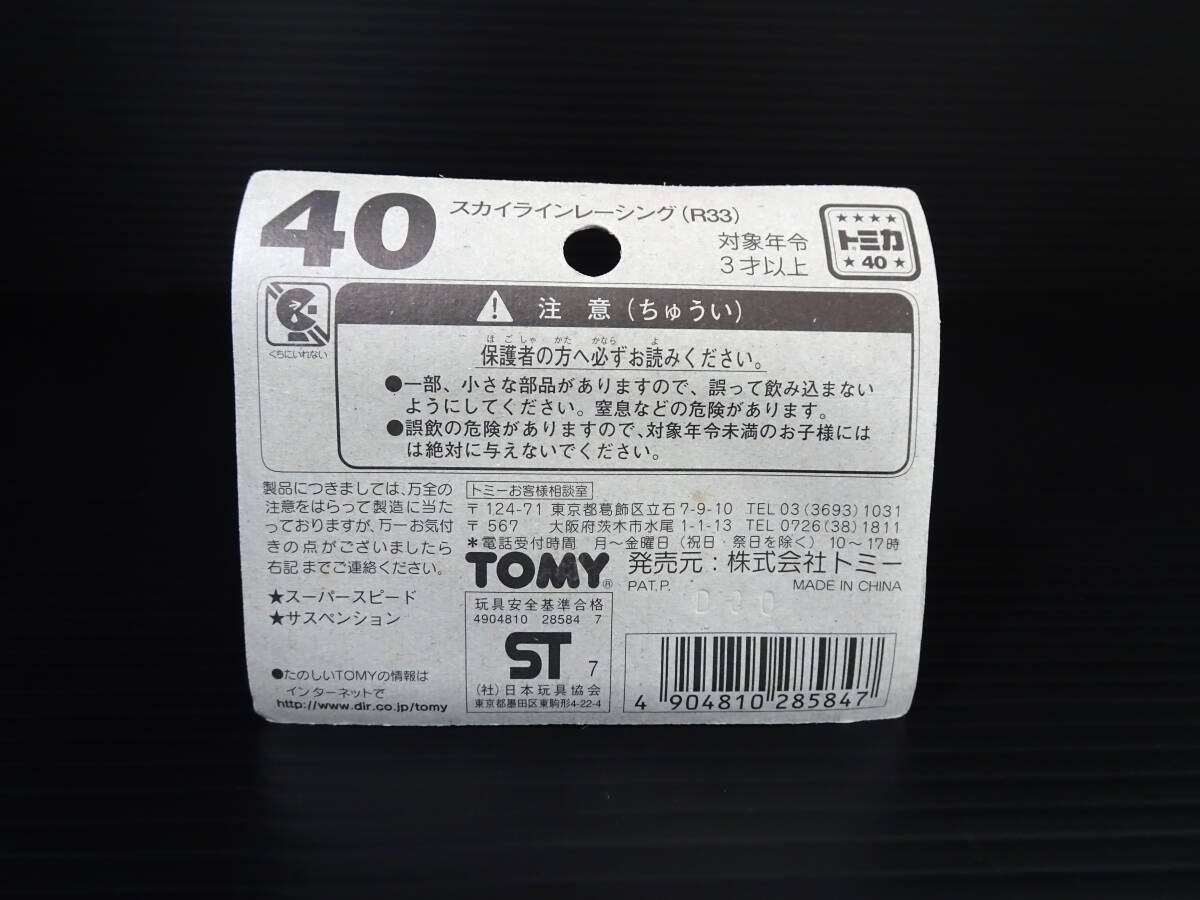 40
スカイラインレーシング(R33)
対象年令
3才以上
★★★★
トミカ
★40★
くちにいれない
注意(ちゅうい)
ほごしゃ かた かなら よ
保護者の方へ必ずお読みください。
●一部、小さな部品がありますので、誤って飲み込まない
ようにしてください。窒息などの危険があります。
●誤飲の危険がありますので、対象年令未満のお子様には
は絶対に与えないでください。
製品につきましては、万全の
注意をはらって製造に当た
っておりますが、万一お気付
きの点がございましたら
右記までご連絡ください。
★スーパースピード
★サスペンション
●たのしいTOMYの情報は
インターネットで
http://www.dir.co.jp/tomy
トミーお客様相談室
〒124-71 東京都葛飾区立石7-9-10 TEL 03(3693)1031
〒567 大阪府茨木市水尾1-1-13 TEL 0726(38)1811
*電話受付時間 月〜金曜日(祝日・祭日を除く) 10〜17時
TOMY® 発売元:株式会社トミー
PAT.P. MADE IN CHINA
玩具安全基準合格
4904810 28584 7
ST 7
(社)日本玩具協会
東京都墨田区東駒形4-22-4
4 904810 285847